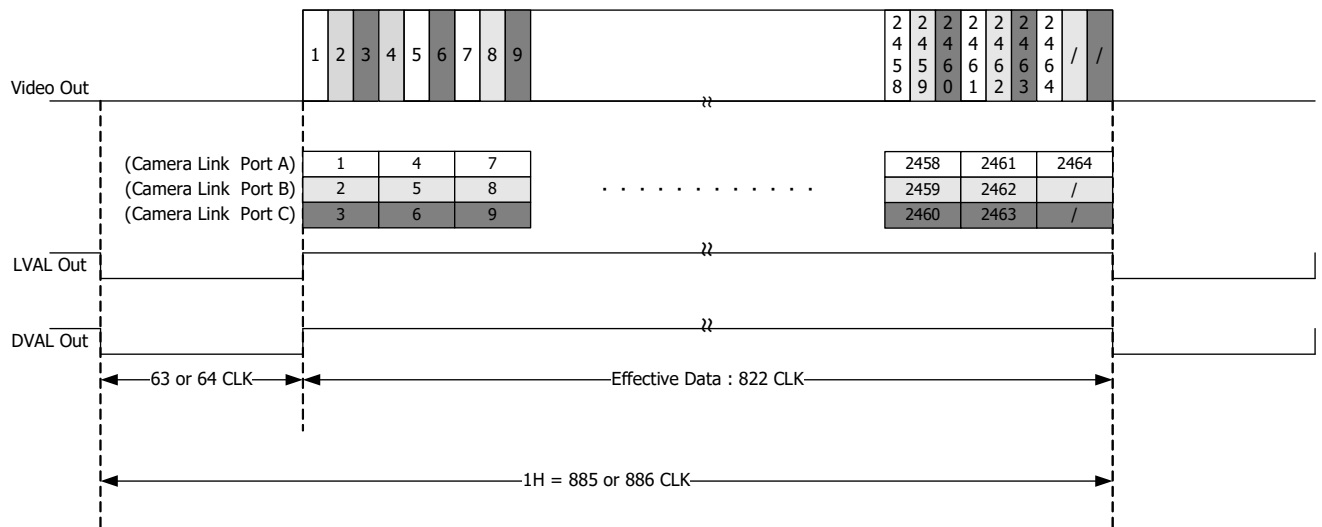 1 2 3 4 5 6 7 8 9 2458 2459 2460 2461 2462 2463 2464 / /
Video Out
(Camera Link Port A) 1 4 7 2458 2461 2464
(Camera Link Port B) 2 5 8 . . . . . . . . . . . . . 2459 2462 /
(Camera Link Port C) 3 6 9 2460 2463 /
LVAL Out
DVAL Out
63 or 64 CLK Effective Data : 822 CLK
1H = 885 or 886 CLK